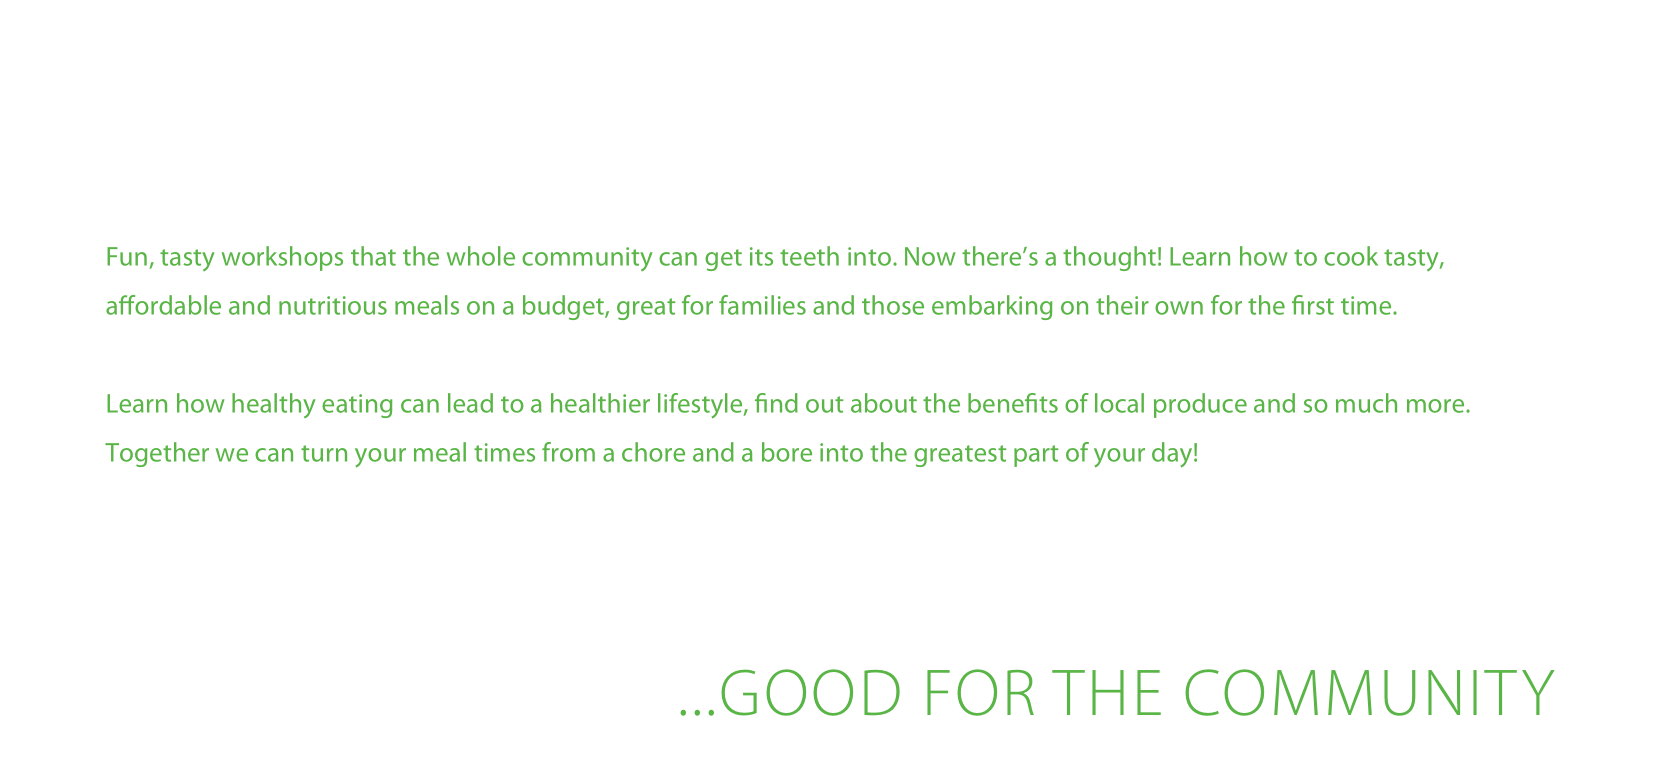 Fun, tasty workshops that the whole community can get its teeth into. Now there’s a thought! Learn how to cook tasty,
affordable and nutritious meals on a budget, great for families and those embarking on their own for the first time.
Learn how healthy eating can lead to a healthier lifestyle, find out about the benefits of local produce and so much more.
Together we can turn your meal times from a chore and a bore into the greatest part of your day!
...GOOD FOR THE COMMUNITY